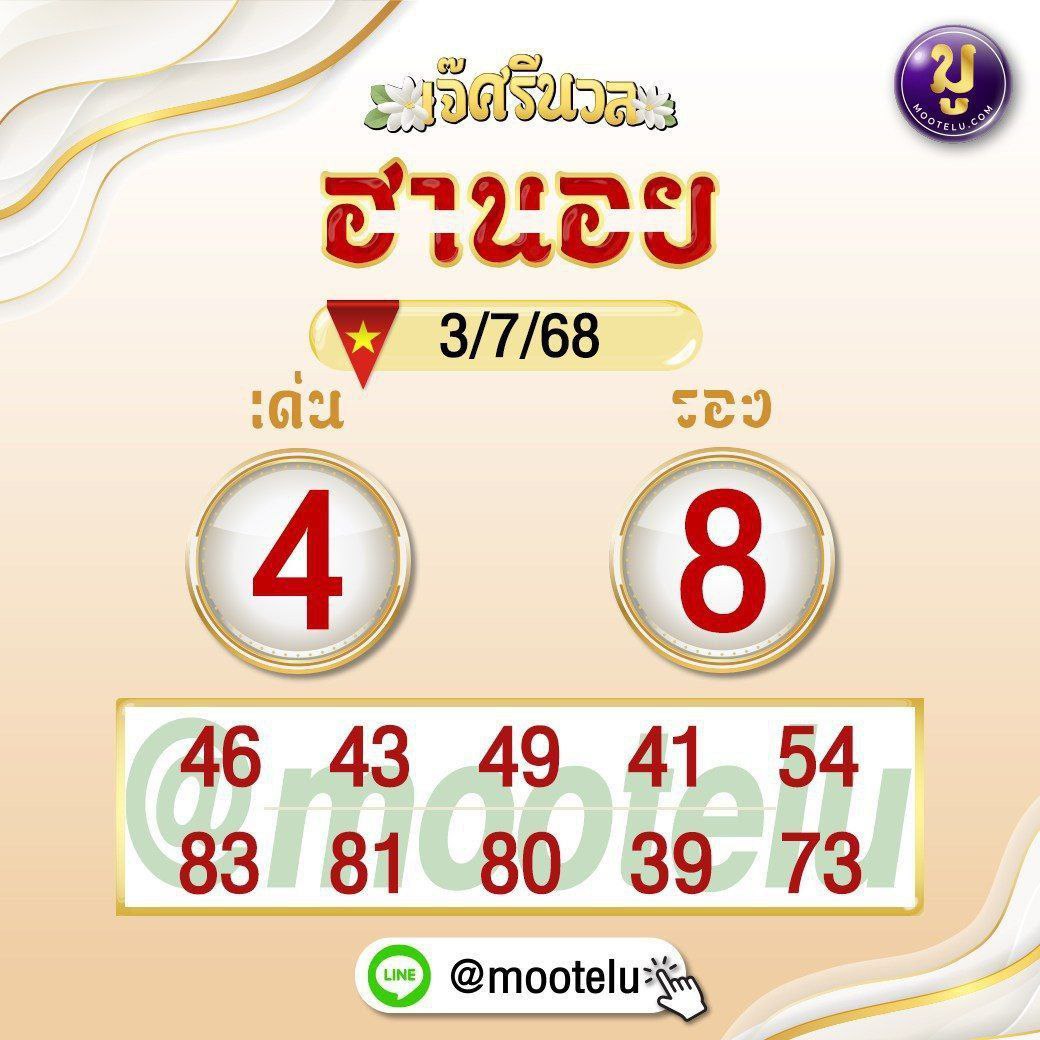 เจ๊ศรีนวล
มู
MOOTELU.COM
ฮานอย
3/7/68
เด่น รอง
4 8
46 43 49 41 54
@mootelu
83 81 80 39 73
LINE @mootelu